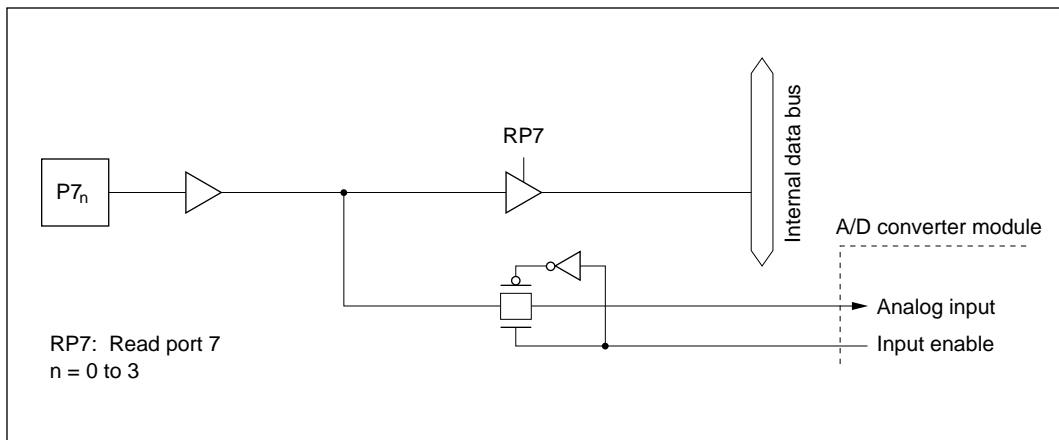 RP7
Internal data bus
P7n
A/D converter module
Analog input
Input enable
RP7: Read port 7
n = 0 to 3